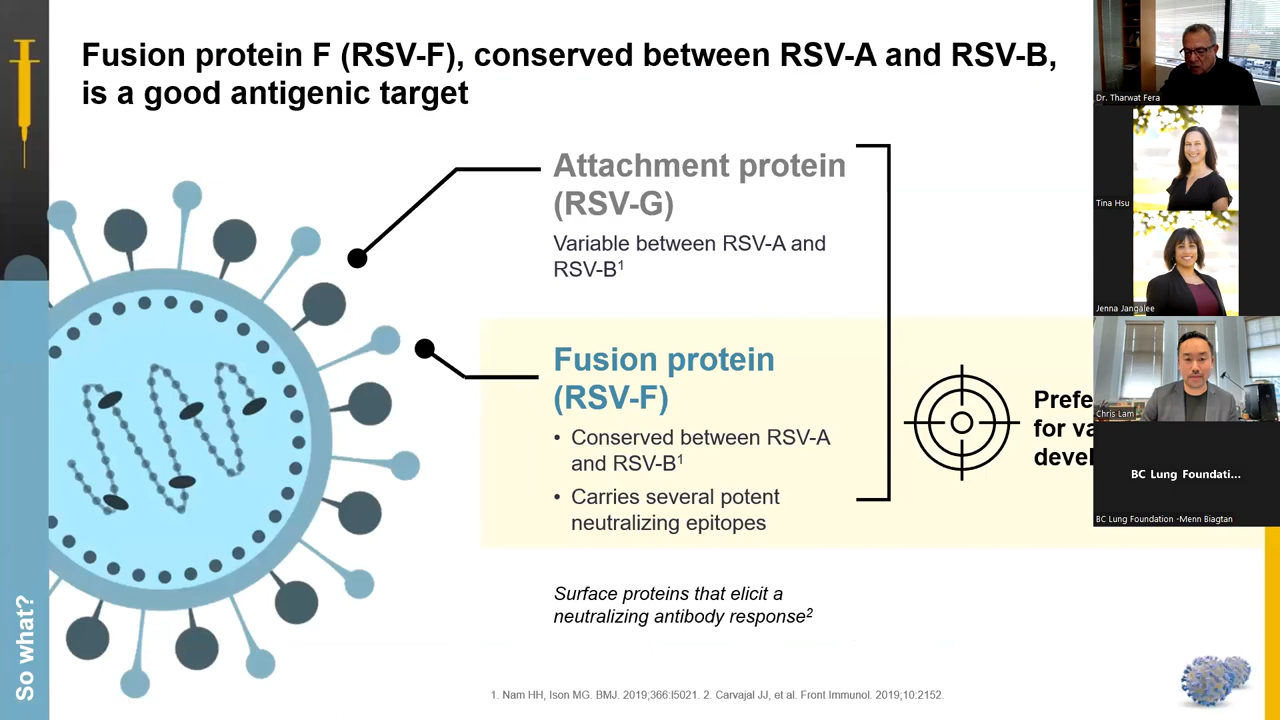 Fusion protein F (RSV-F), conserved between RSV-A and RSV-B,
is a good antigenic target
Attachment protein
(RSV-G)
Variable between RSV-A and
RSV-B¹
Fusion protein
(RSV-F)
• Conserved between RSV-A
and RSV-B¹
• Carries several potent
neutralizing epitopes
Prefe
for va
devel
Surface proteins that elicit a
neutralizing antibody response²
1. Nam HH, Ison MG. BMJ. 2019;366:l5021. 2. Carvajal JJ, et al. Front Immunol. 2019;10:2152.
So what?
Dr. Tharwat Fera
Tina Hsu
Jenna Jangalee
Chris Lam
BC Lung Foundati...
BC Lung Foundation -Menn Biagtan